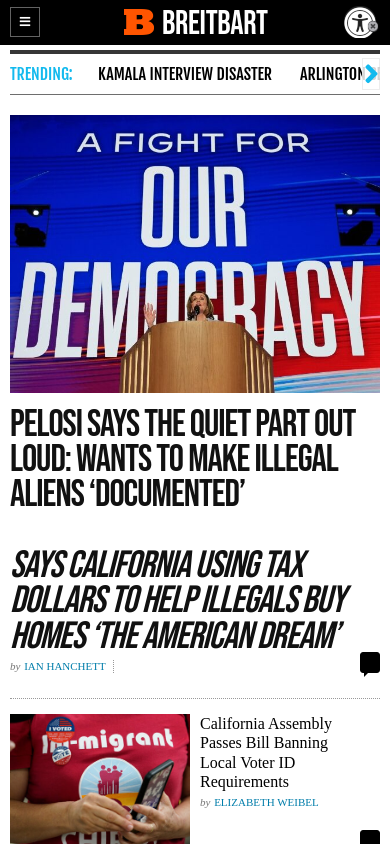 BREITBART
TRENDING: KAMALA INTERVIEW DISASTER ARLINGTON
A FIGHT FOR
OUR
DEMOCRACY
PELOSI SAYS THE QUIET PART OUT
LOUD: WANTS TO MAKE ILLEGAL
ALIENS ‘DOCUMENTED’
SAYS CALIFORNIA USING TAX
DOLLARS TO HELP ILLEGALS BUY
HOMES ‘THE AMERICAN DREAM’
by IAN HANCHETT
I VOTED
migrant
California Assembly
Passes Bill Banning
Local Voter ID
Requirements
by ELIZABETH WEIBEL